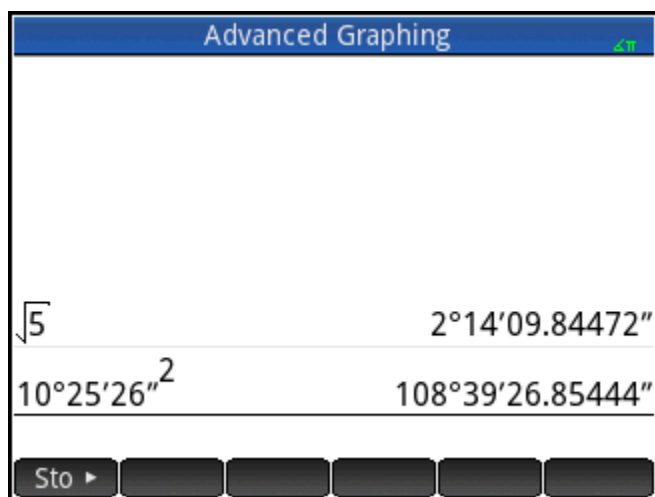 Advanced Graphing ∡π
√5 2°14′09.84472″
10°25′26″² 108°39′26.85444″
Sto ►